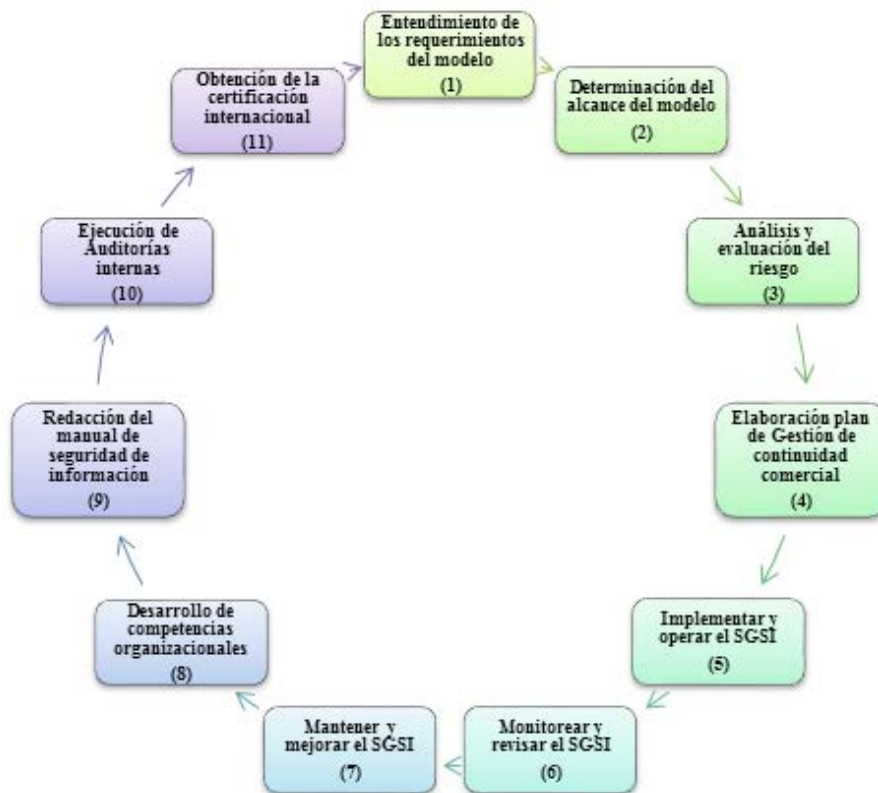 Entendimiento de
los requerimientos
del modelo
(1)
Determinación del
alcance del modelo
(2)
Análisis y
evaluación del
riesgo
(3)
Elaboración plan
de Gestión de
continuidad
comercial
(4)
Implementar y
operar el SGSI
(5)
Monitorear y
revisar el SGSI
(6)
Mantener y
mejorar el SGSI
(7)
Desarrollo de
competencias
organizacionales
(8)
Redacción del
manual de
seguridad de
información
(9)
Ejecución de
Auditorías
internas
(10)
Obtención de la
certificación
internacional
(11)